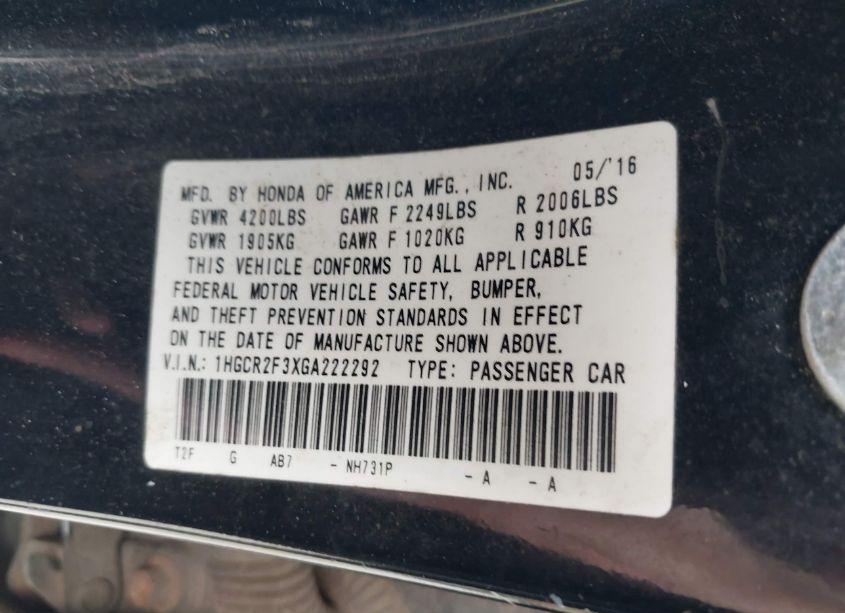 MFD. BY HONDA OF AMERICA MFG., INC. 05/'16
GVWR 4200LBS GAWR F 2249LBS R 2006LBS
GVWR 1905KG GAWR F 1020KG R 910KG
THIS VEHICLE CONFORMS TO ALL APPLICABLE
FEDERAL MOTOR VEHICLE SAFETY, BUMPER,
AND THEFT PREVENTION STANDARDS IN EFFECT
ON THE DATE OF MANUFACTURE SHOWN ABOVE.
V.I.N.: 1HGCR2F3XGA222292 TYPE: PASSENGER CAR
T2F G AB7 - NH731P - A - A